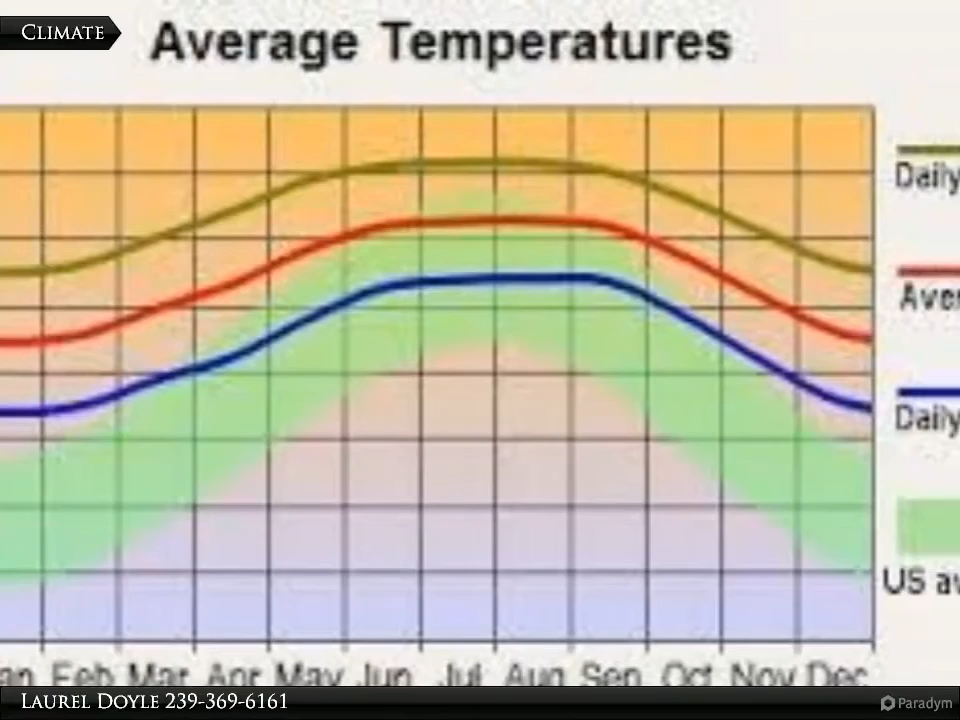 CLIMATE
Average Temperatures
Daily
Aver
Daily
US av
an Feb Mar Apr May Jun Jul Aug Sep Oct Nov Dec
LAUREL DOYLE 239-369-6161
Paradym